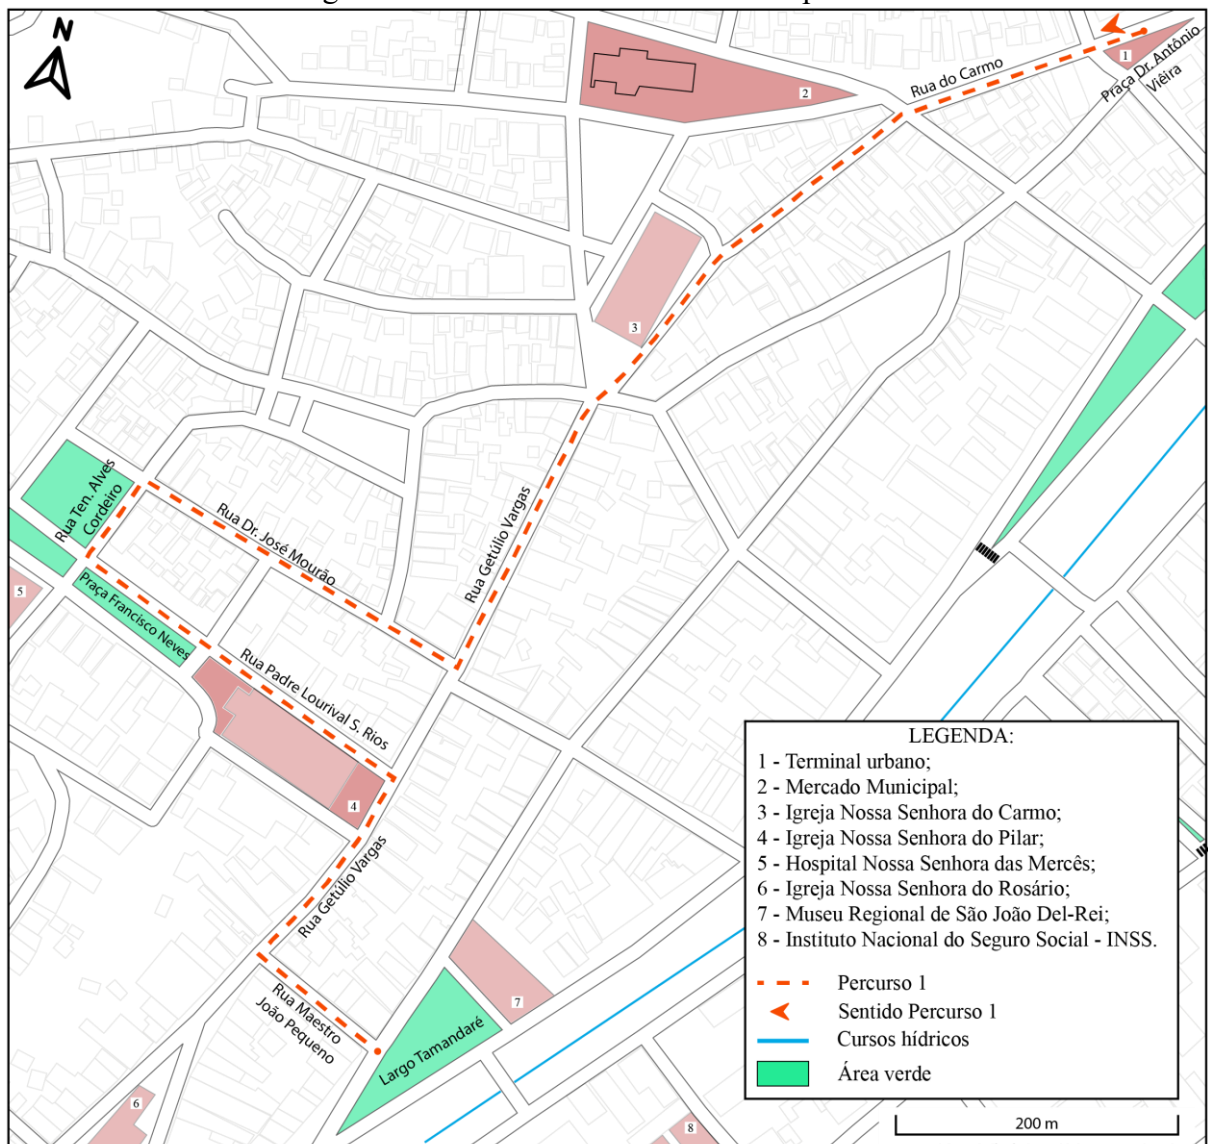 N
1
Praça Dr. Antônio
Viêira
Rua do Carmo
2
3
Rua Ten. Alves
Cordeiro
Rua Dr. José Mourão
Rua Getúlio Vargas
5
Praça Francisco Neves
Rua Padre Lourival S. Rios
4
Rua Getúlio Vargas
Rua Maestro
João Pequeno
Largo Tamandaré
7
6
8
LEGENDA:
1 - Terminal urbano;
2 - Mercado Municipal;
3 - Igreja Nossa Senhora do Carmo;
4 - Igreja Nossa Senhora do Pilar;
5 - Hospital Nossa Senhora das Mercês;
6 - Igreja Nossa Senhora do Rosário;
7 - Museu Regional de São João Del-Rei;
8 - Instituto Nacional do Seguro Social - INSS.
Percurso 1
Sentido Percurso 1
Cursos hídricos
Área verde
200 m